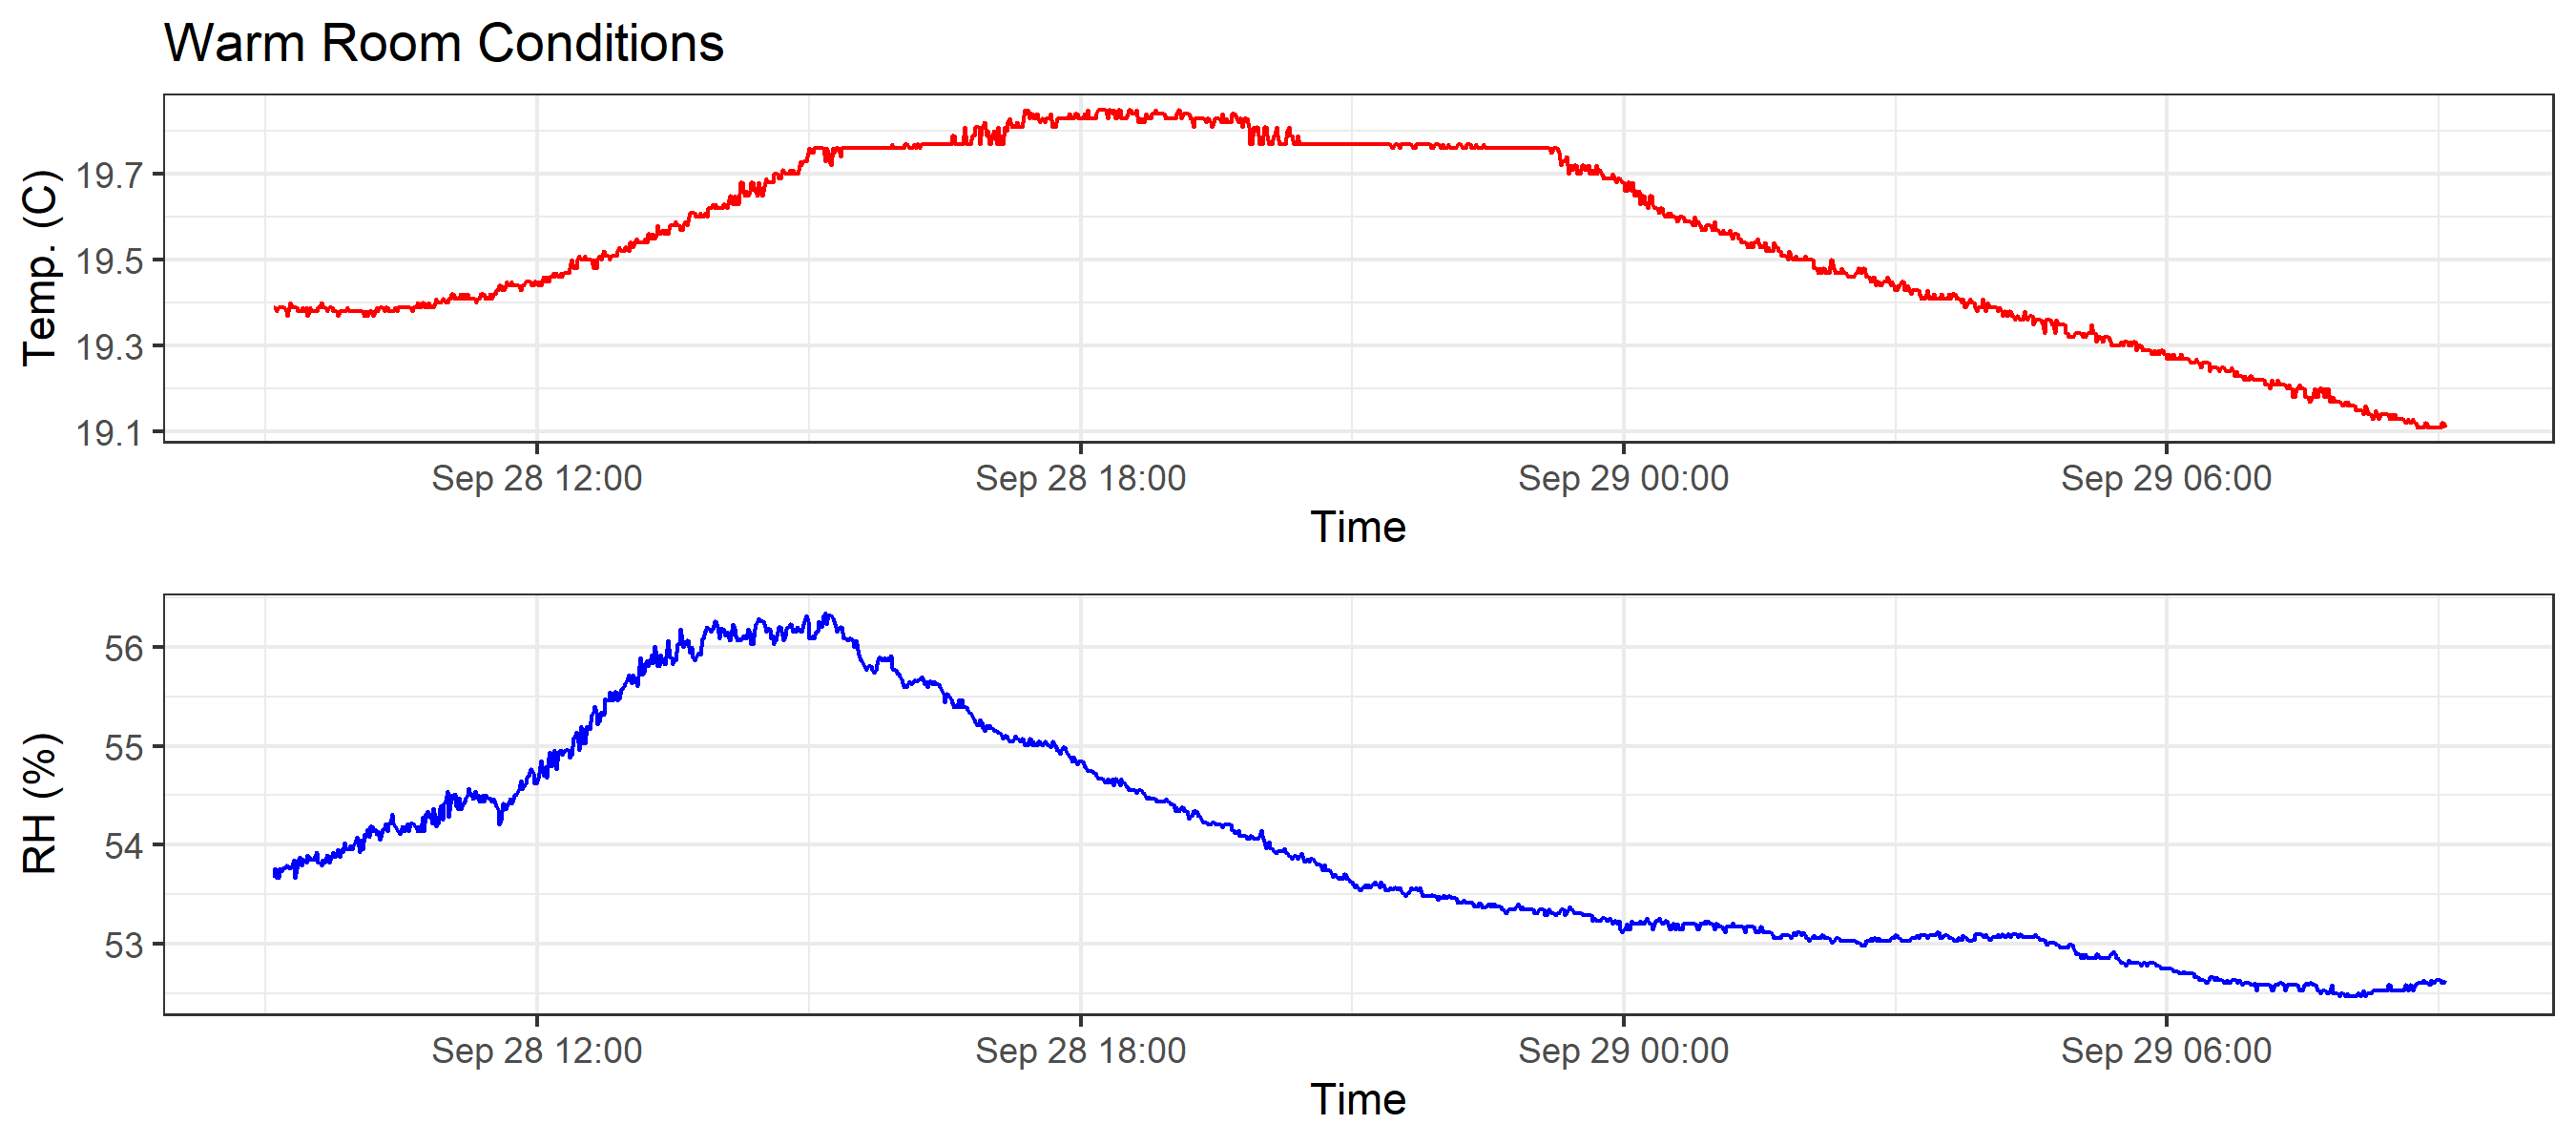 Warm Room Conditions
Temp. (C)
19.7
19.5
19.3
19.1
Sep 28 12:00 Sep 28 18:00 Sep 29 00:00 Sep 29 06:00
Time
RH (%)
56
55
54
53
Sep 28 12:00 Sep 28 18:00 Sep 29 00:00 Sep 29 06:00
Time